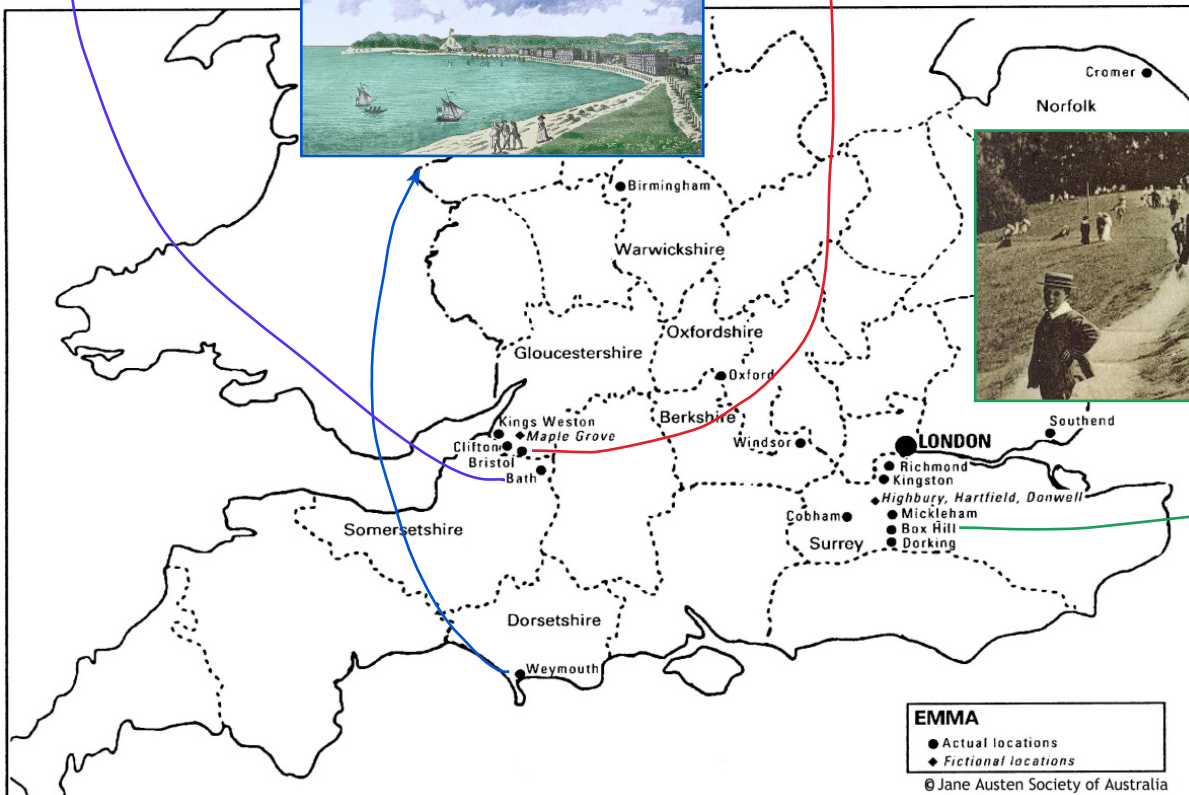 Cromer
Norfolk
Birmingham
Warwickshire
Oxfordshire
Gloucestershire
Oxford
Berkshire
Kings Weston
Maple Grove
Clifton
Bristol
Bath
Windsor
LONDON
Southend
Richmond
Kingston
Highbury, Hartfield, Donwell
Mickleham
Cobham
Box Hill
Surrey
Dorking
Somersetshire
Dorsetshire
Weymouth
EMMA
Actual locations
Fictional locations
© Jane Austen Society of Australia